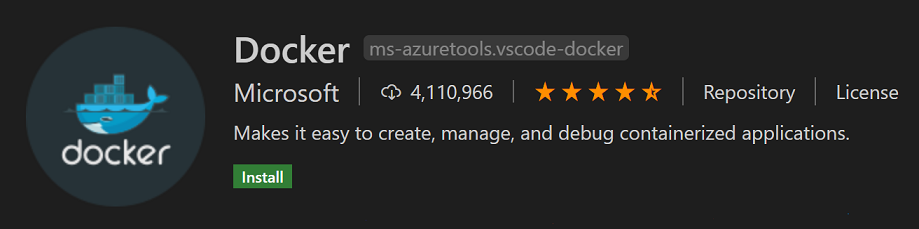 Docker ms-azuretools.vscode-docker
Microsoft 4,110,966 Repository License
Makes it easy to create, manage, and debug containerized applications.
docker
Install